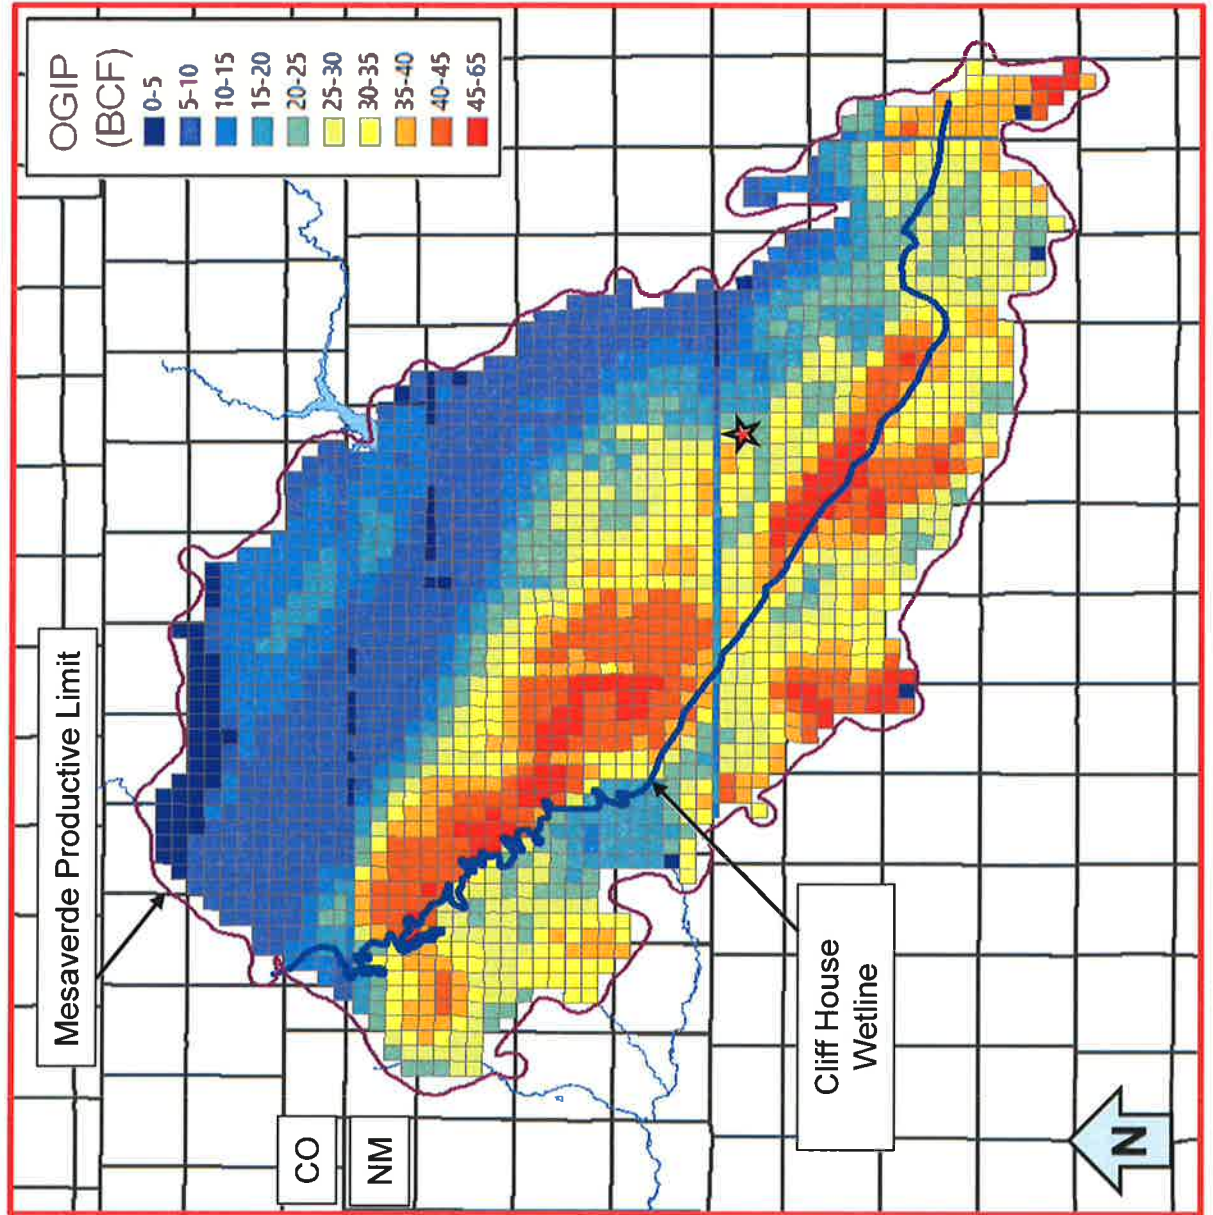 OGIP
(BCF)
0-5
5-10
10-15
15-20
20-25
25-30
30-35
35-40
40-45
45-65
Mesaverde Productive Limit
CO
NM
Cliff House
Wetline
N